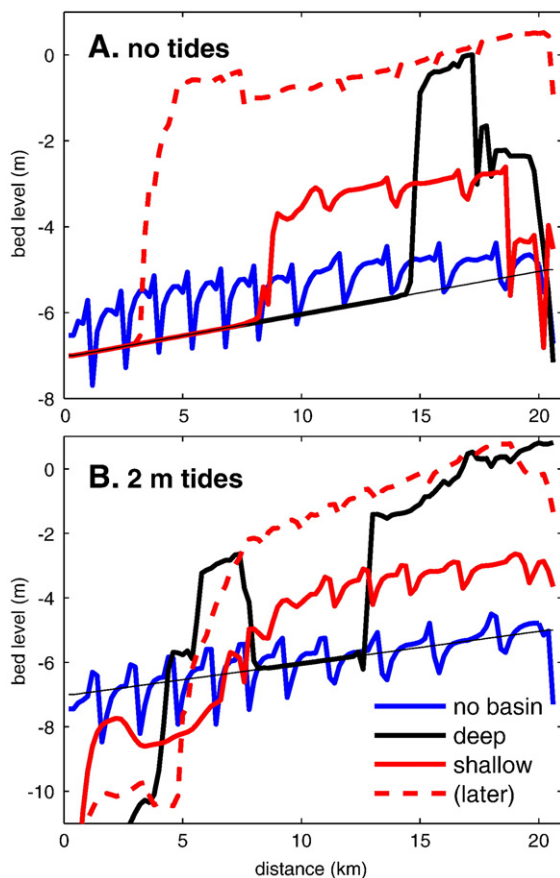 A. no tides
0
-2
-4
-6
-8
bed level (m)
0 5 10 15 20
B. 2 m tides
0
-2
-4
-6
-8
-10
bed level (m)
no basin
deep
shallow
(later)
0 5 10 15 20
distance (km)